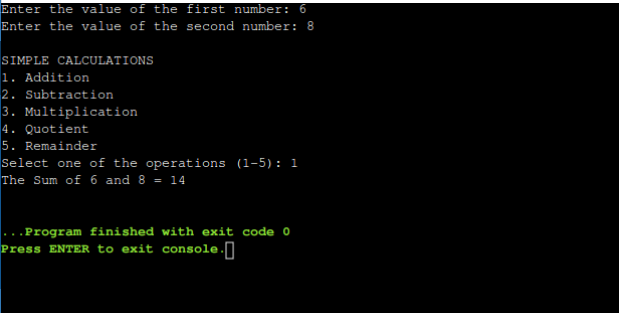 Enter the value of the first number: 6
Enter the value of the second number: 8
SIMPLE CALCULATIONS
1. Addition
2. Subtraction
3. Multiplication
4. Quotient
5. Remainder
Select one of the operations (1-5): 1
The Sum of 6 and 8 = 14
...Program finished with exit code 0
Press ENTER to exit console.